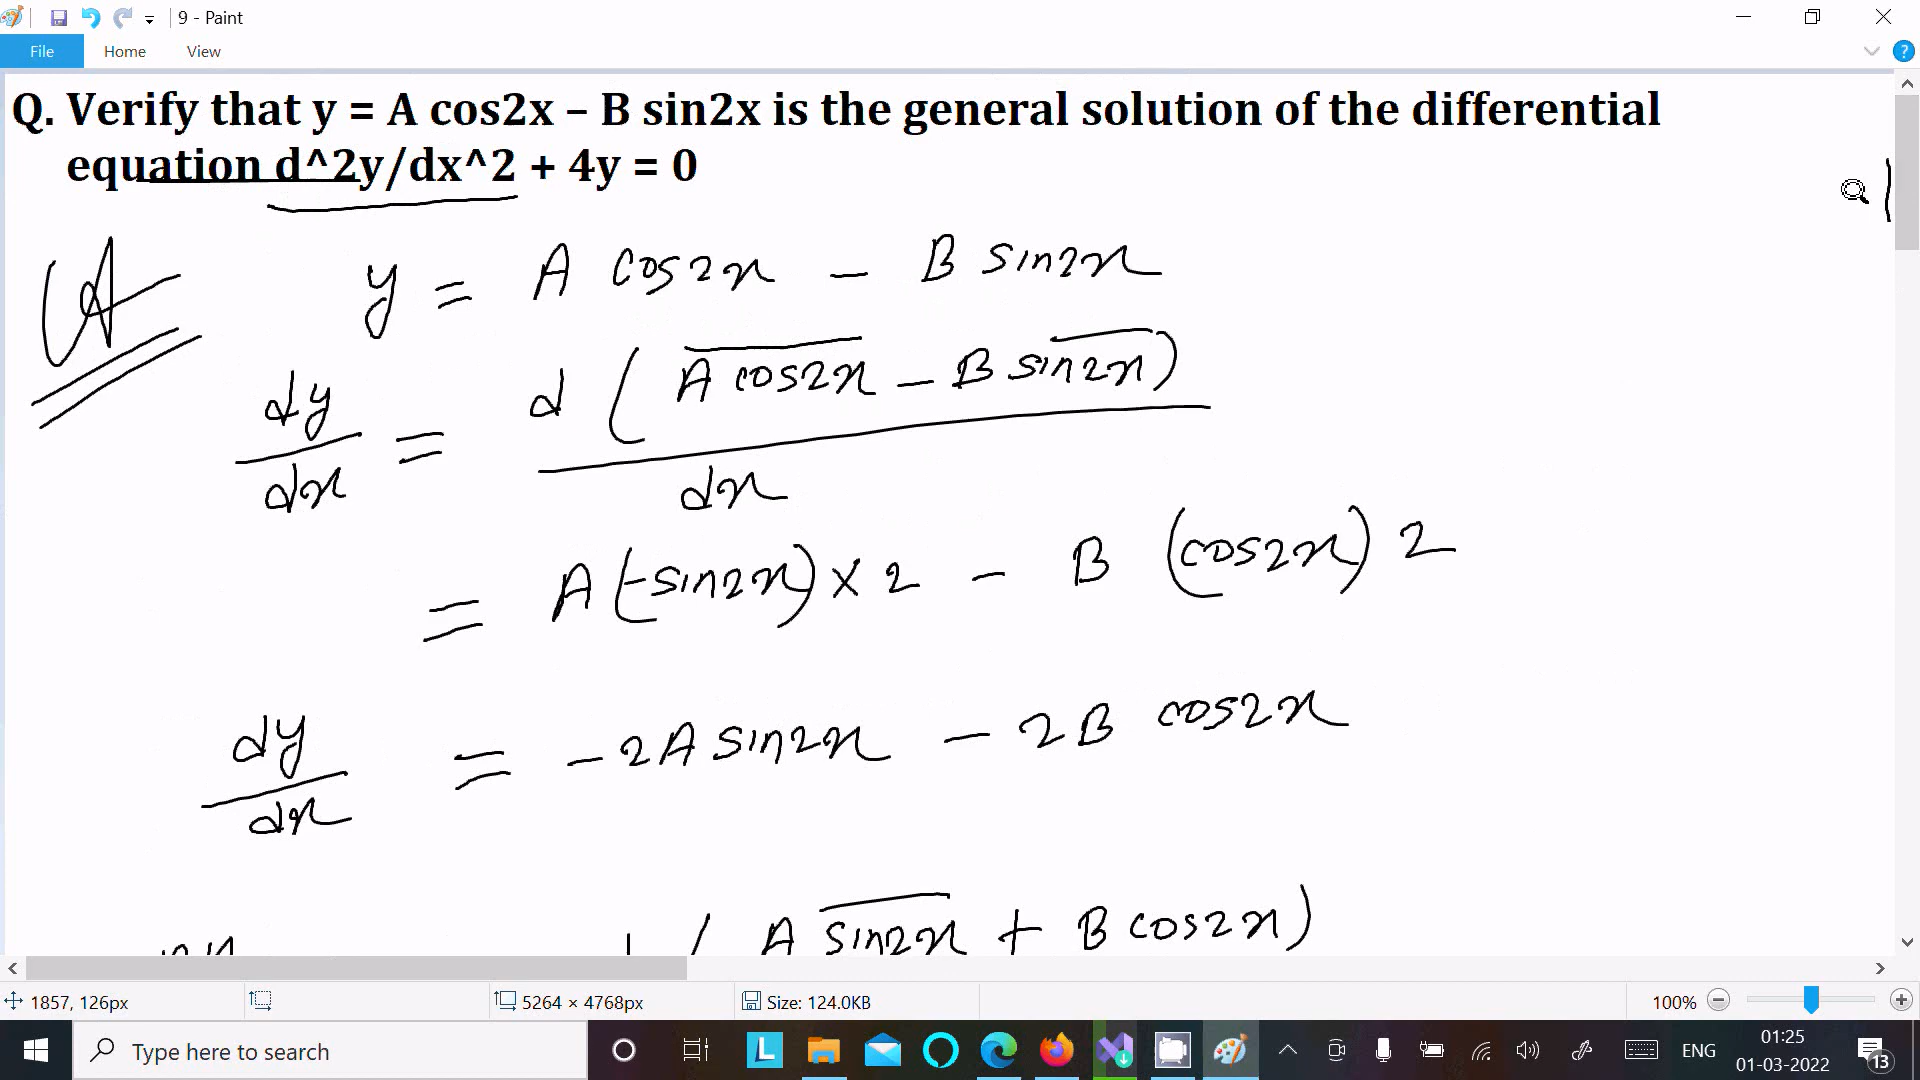 9 - Paint
File Home View
Q. Verify that y = A cos2x – B sin2x is the general solution of the differential
equation d^2y/dx^2 + 4y = 0
A
y = A cos2x - B sin2x
dy/dx = d(A cos2x - B sin2x)/dx
= A(-sin2x) × 2 - B (cos2x) 2
dy/dx = -2A sin2x - 2B cos2x
A sin2x + B cos2x)
1857, 126px
5264 × 4768px
Size: 124.0KB
100%
Type here to search
L
ENG
01:25
01-03-2022
13